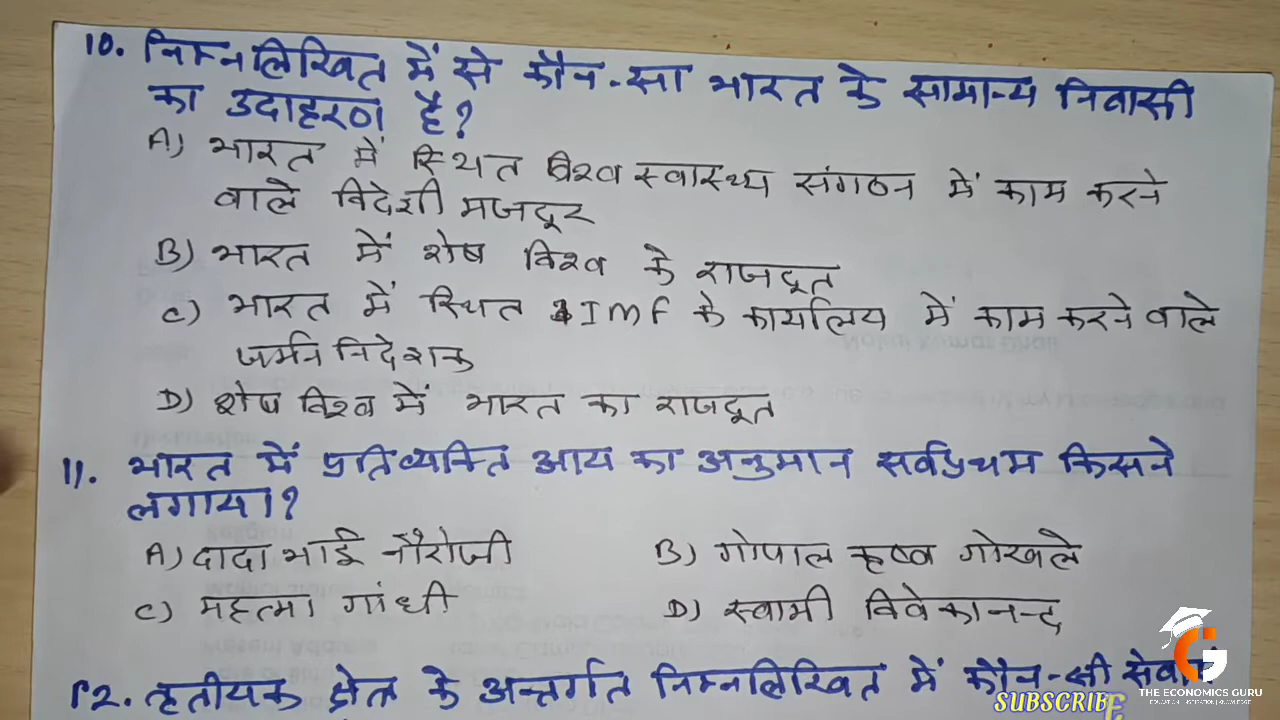 10. निम्नलिखित में से कौन-सा भारत के सामान्य निवासी
का उदाहरण है?
A) भारत में स्थित विश्व स्वास्थ्य संगठन में काम करने
वाले विदेशी मजदूर
B) भारत में शेष विश्व के राजदूत
C) भारत में स्थित IMF के कार्यालय में काम करने वाले
जर्मन निदेशक
D) शेष विश्व में भारत का राजदूत
11. भारत में प्रतिव्यक्ति आय का अनुमान सर्वप्रथम किसने
लगाया?
A) दादा भाई नौरोजी
B) गोपाल कृष्ण गोखले
C) महत्मा गांधी
D) स्वामी विवेकानन्द
12. तृतीयक क्षेत्र के अन्तर्गत निम्नलिखित में कौन-सी
SUBSCRIBE
THE ECONOMICS GURU